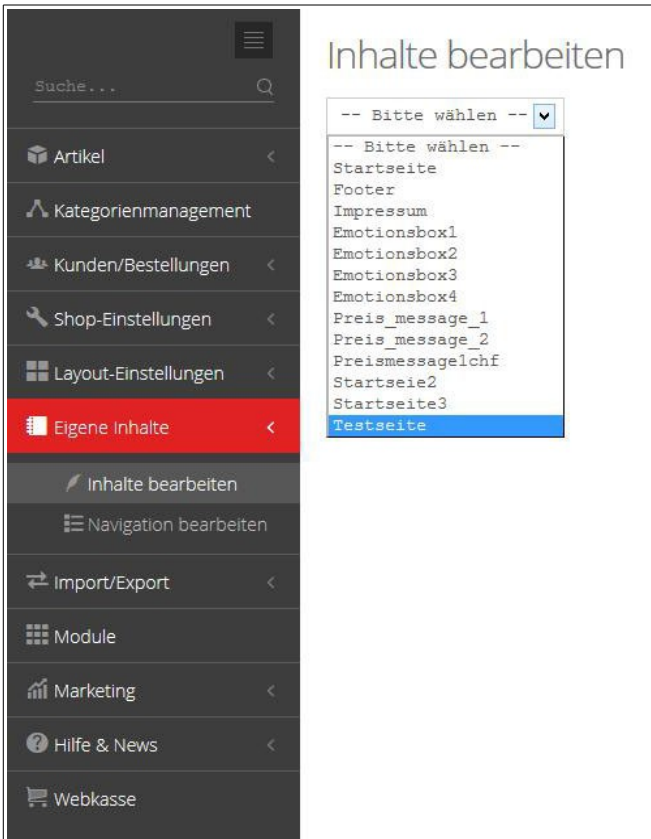 Suche...
Artikel
Kategorienmanagement
Kunden/Bestellungen
Shop-Einstellungen
Layout-Einstellungen
Eigene Inhalte
Inhalte bearbeiten
Navigation bearbeiten
Import/Export
Module
Marketing
Hilfe & News
Webkasse
Inhalte bearbeiten
-- Bitte wählen --
-- Bitte wählen --
Startseite
Footer
Impressum
Emotionsbox1
Emotionsbox2
Emotionsbox3
Emotionsbox4
Preis_message_1
Preis_message_2
Preismessage1chf
Startseie2
Startseite3
Testseite